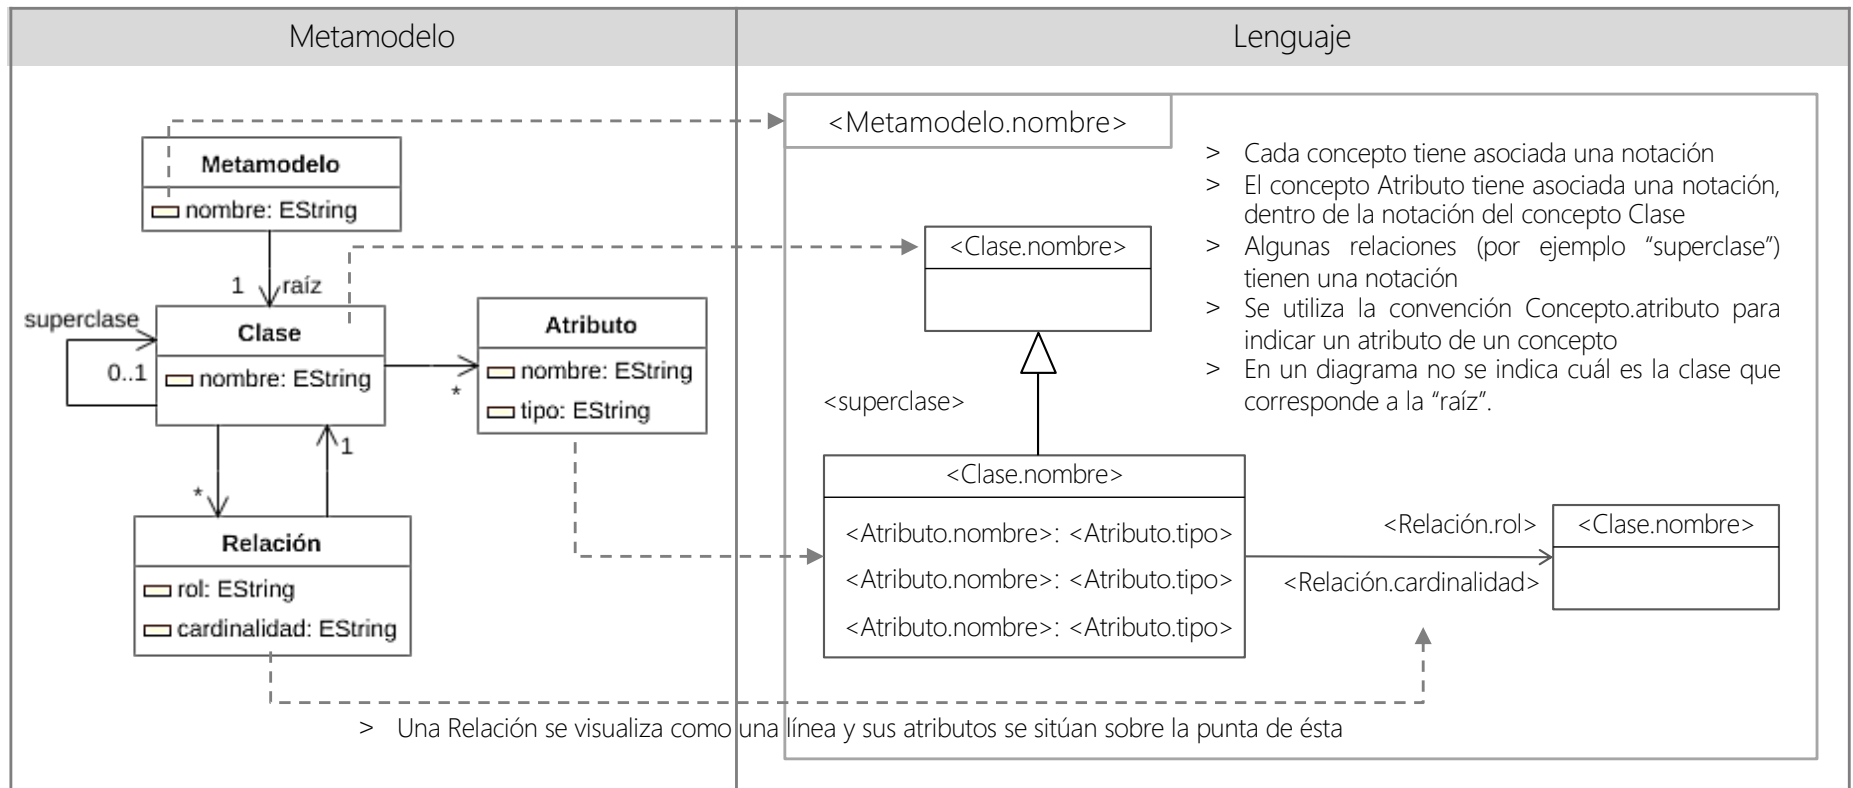 Metamodelo
Lenguaje
Metamodelo
nombre: EString
1
raíz
superclase
0..1
Clase
nombre: EString
*
Atributo
nombre: EString
tipo: EString
*
1
Relación
rol: EString
cardinalidad: EString
<Metamodelo.nombre>
> Cada concepto tiene asociada una notación
> El concepto Atributo tiene asociada una notación,
dentro de la notación del concepto Clase
> Algunas relaciones (por ejemplo “superclase”)
tienen una notación
> Se utiliza la convención Concepto.atributo para
indicar un atributo de un concepto
> En un diagrama no se indica cuál es la clase que
corresponde a la “raíz”.
<Clase.nombre>
<superclase>
<Clase.nombre>
<Atributo.nombre>: <Atributo.tipo>
<Atributo.nombre>: <Atributo.tipo>
<Atributo.nombre>: <Atributo.tipo>
<Relación.rol>
<Relación.cardinalidad>
<Clase.nombre>
> Una Relación se visualiza como una línea y sus atributos se sitúan sobre la punta de ésta